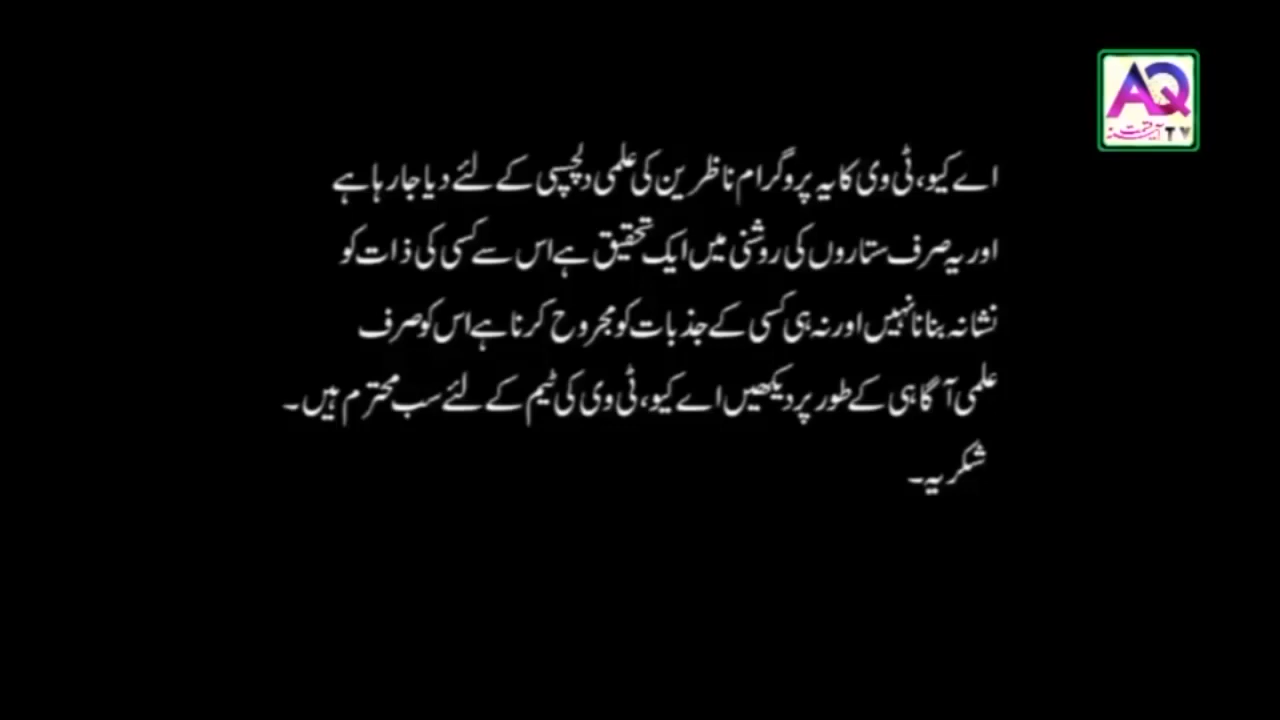 AQ
آئینہ قسمت TV
اے کیو، ٹی وی کا یہ پروگرام ناظرین کی علمی دلچسپی کے لئے دیا جا رہا ہے
اور یہ صرف ستاروں کی روشنی میں ایک تحقیق ہے اس سے کسی کی ذات کو
نشانہ بنانا نہیں اور نہ ہی کسی کے جذبات کو مجروح کرنا ہے اس کو صرف
علمی آگاہی کے طور پر دیکھیں اے کیو، ٹی وی کی ٹیم کے لئے سب محترم ہیں۔
شکریہ۔